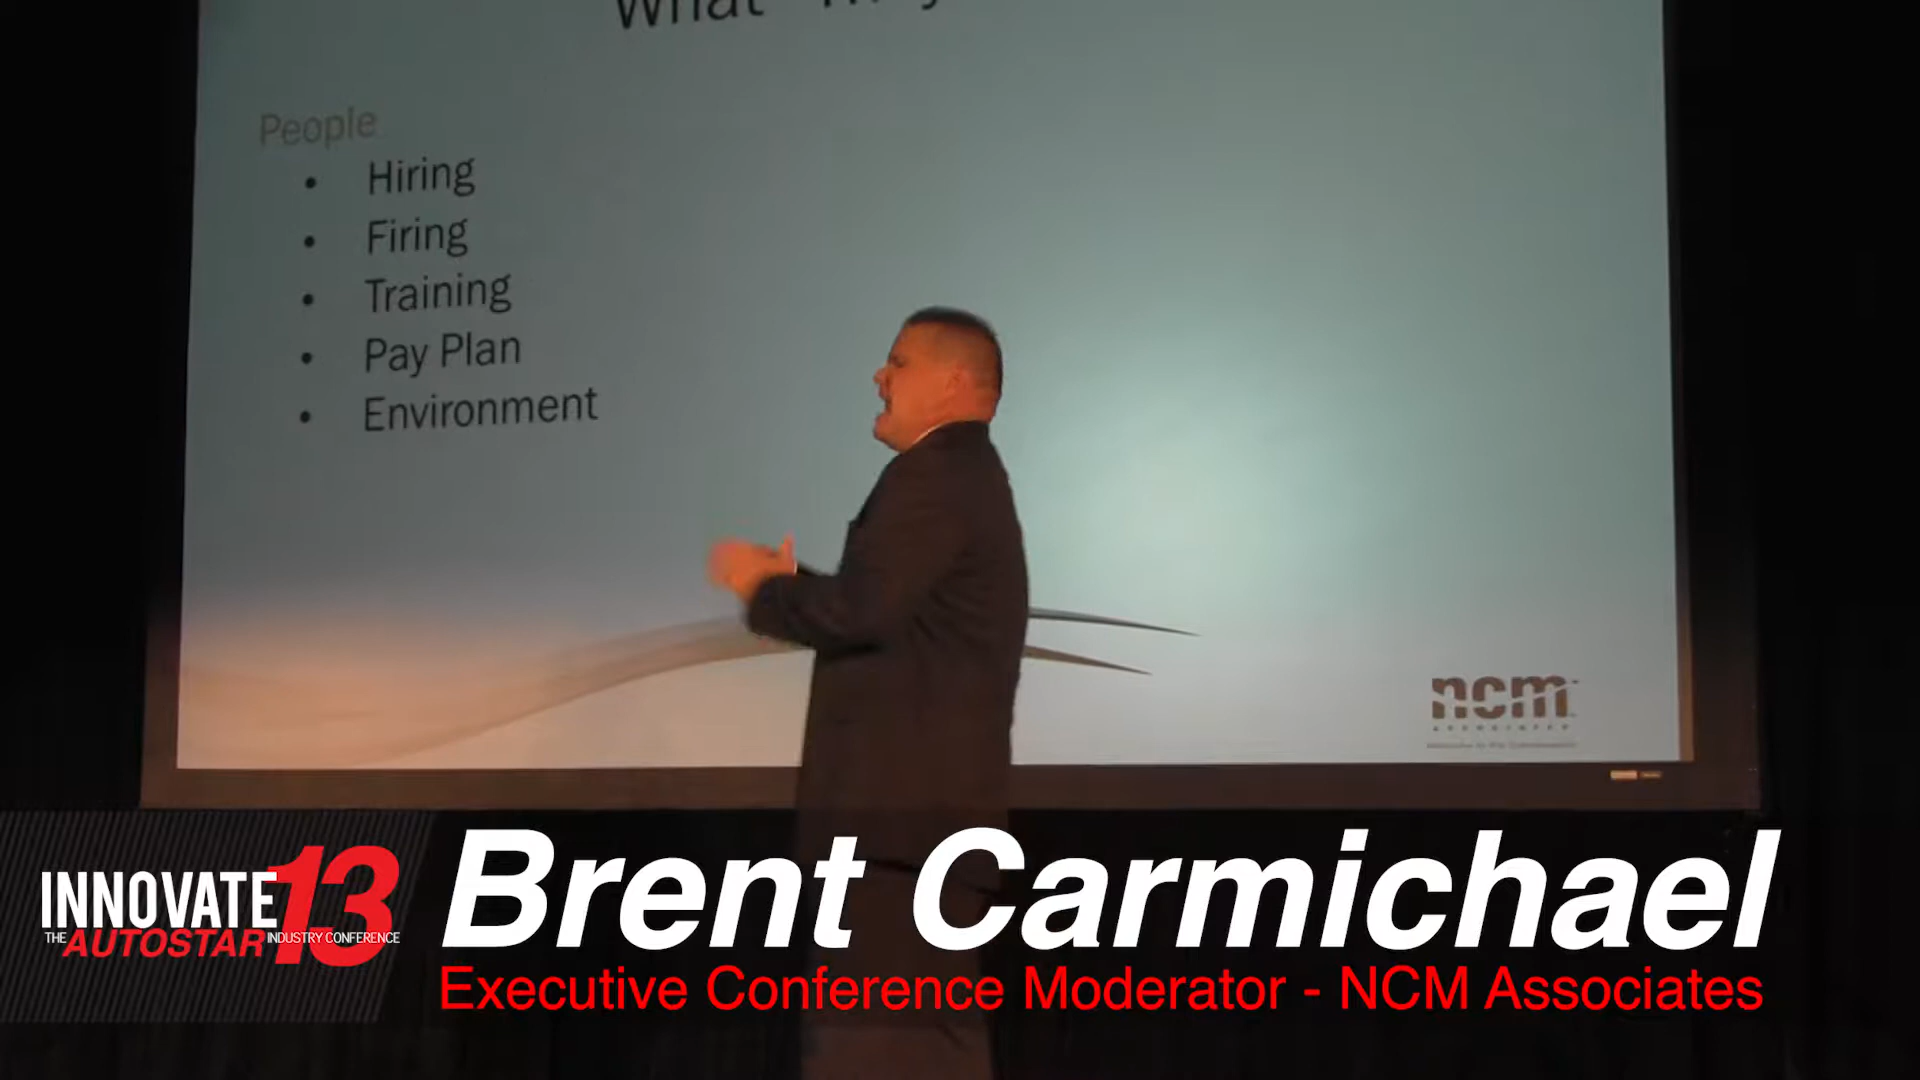 What
People
• Hiring
• Firing
• Training
• Pay Plan
• Environment
ncm
INNOVATE 13
THE AUTOSTAR INDUSTRY CONFERENCE
Brent Carmichael
Executive Conference Moderator - NCM Associates